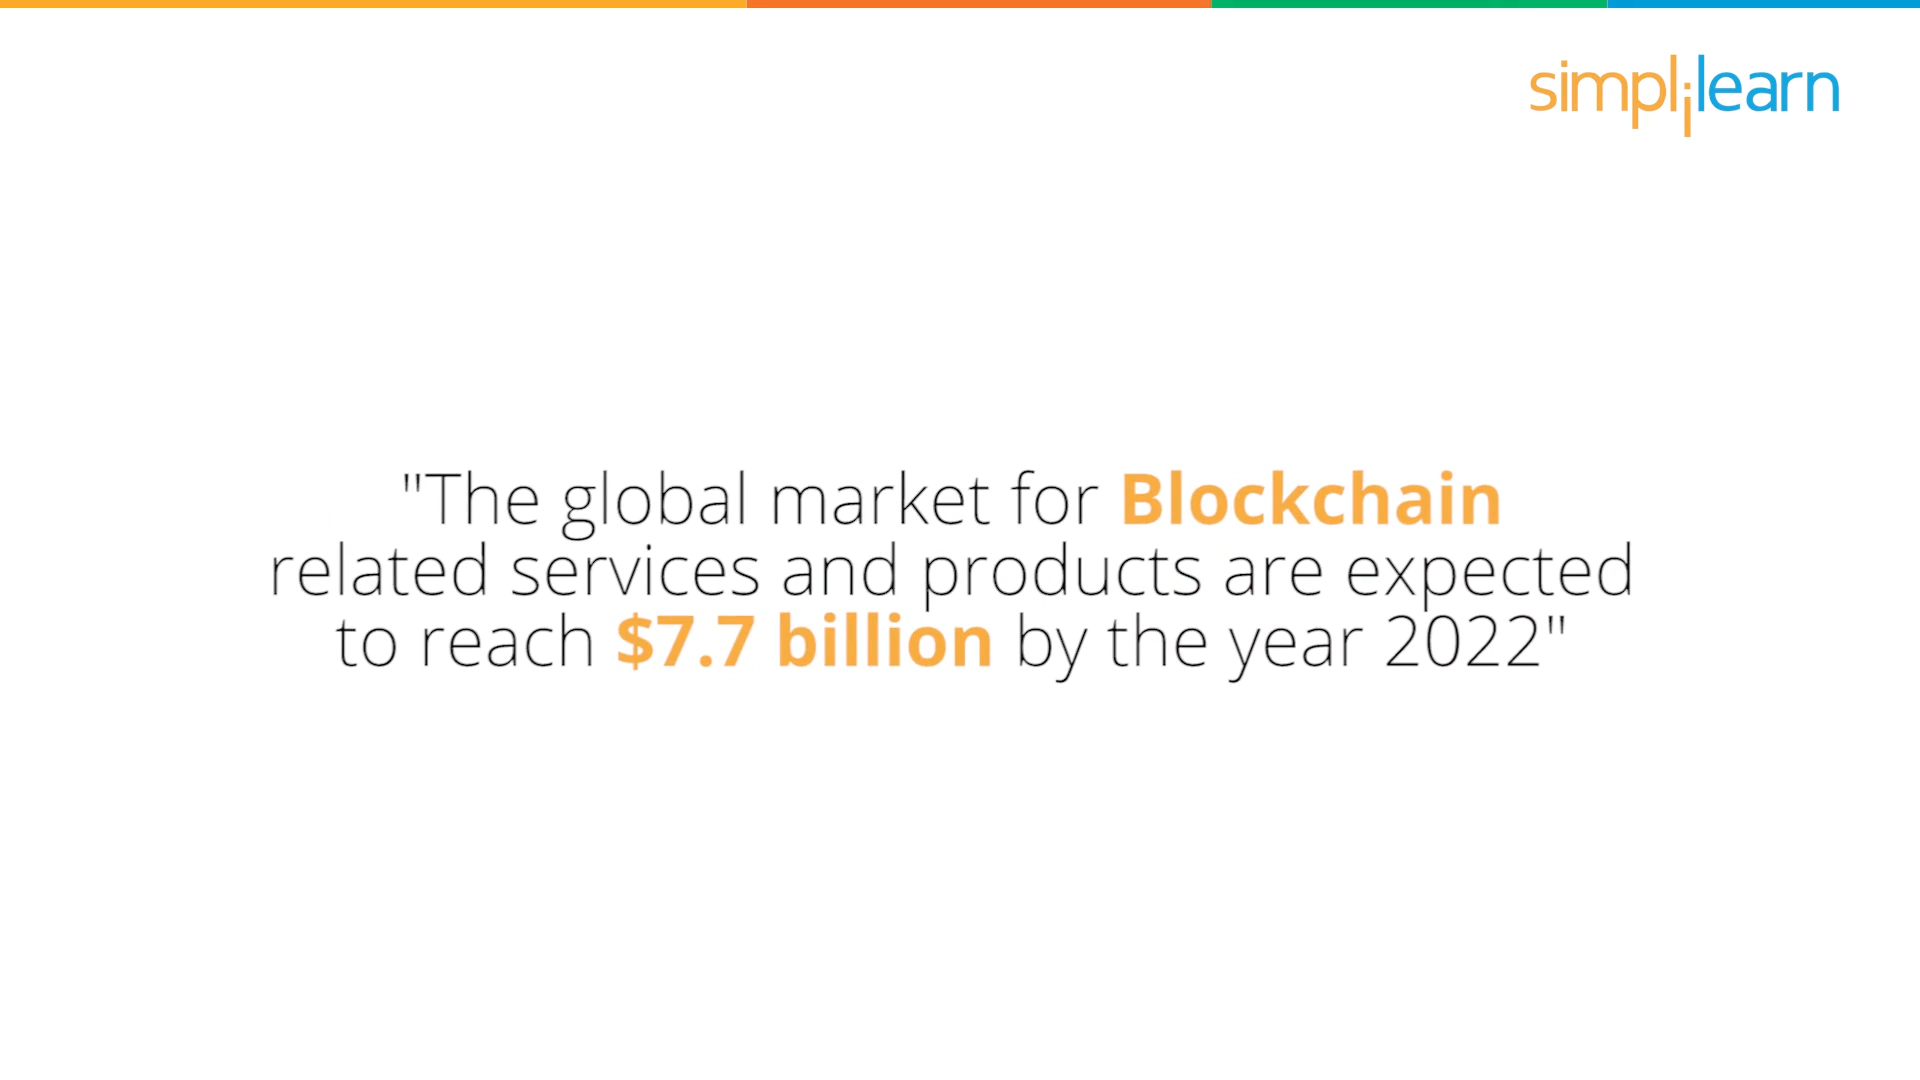 simplilearn
"The global market for Blockchain
related services and products are expected
to reach $7.7 billion by the year 2022"